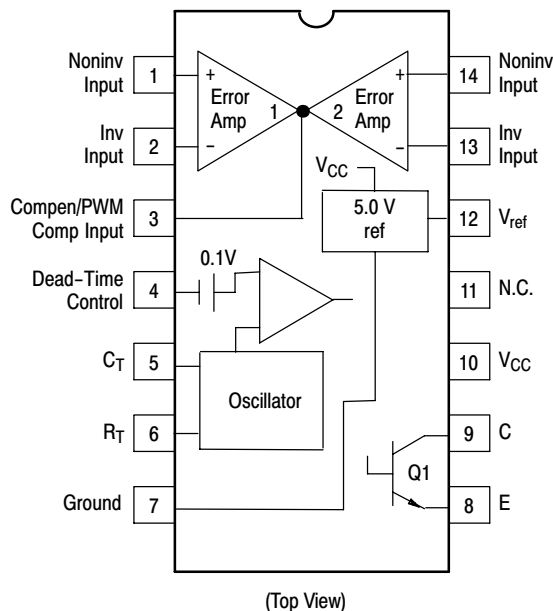 Noninv
Input
1
+
Error
Amp
1
2
Error
Amp
+
14
Noninv
Input
Inv
Input
2
−
−
13
Inv
Input
Compen/PWM
Comp Input
3
VCC
5.0 V
ref
12
Vref
Dead−Time
Control
4
0.1V
11
N.C.
CT
5
Oscillator
10
VCC
RT
6
Q1
9
C
Ground
7
8
E
(Top View)